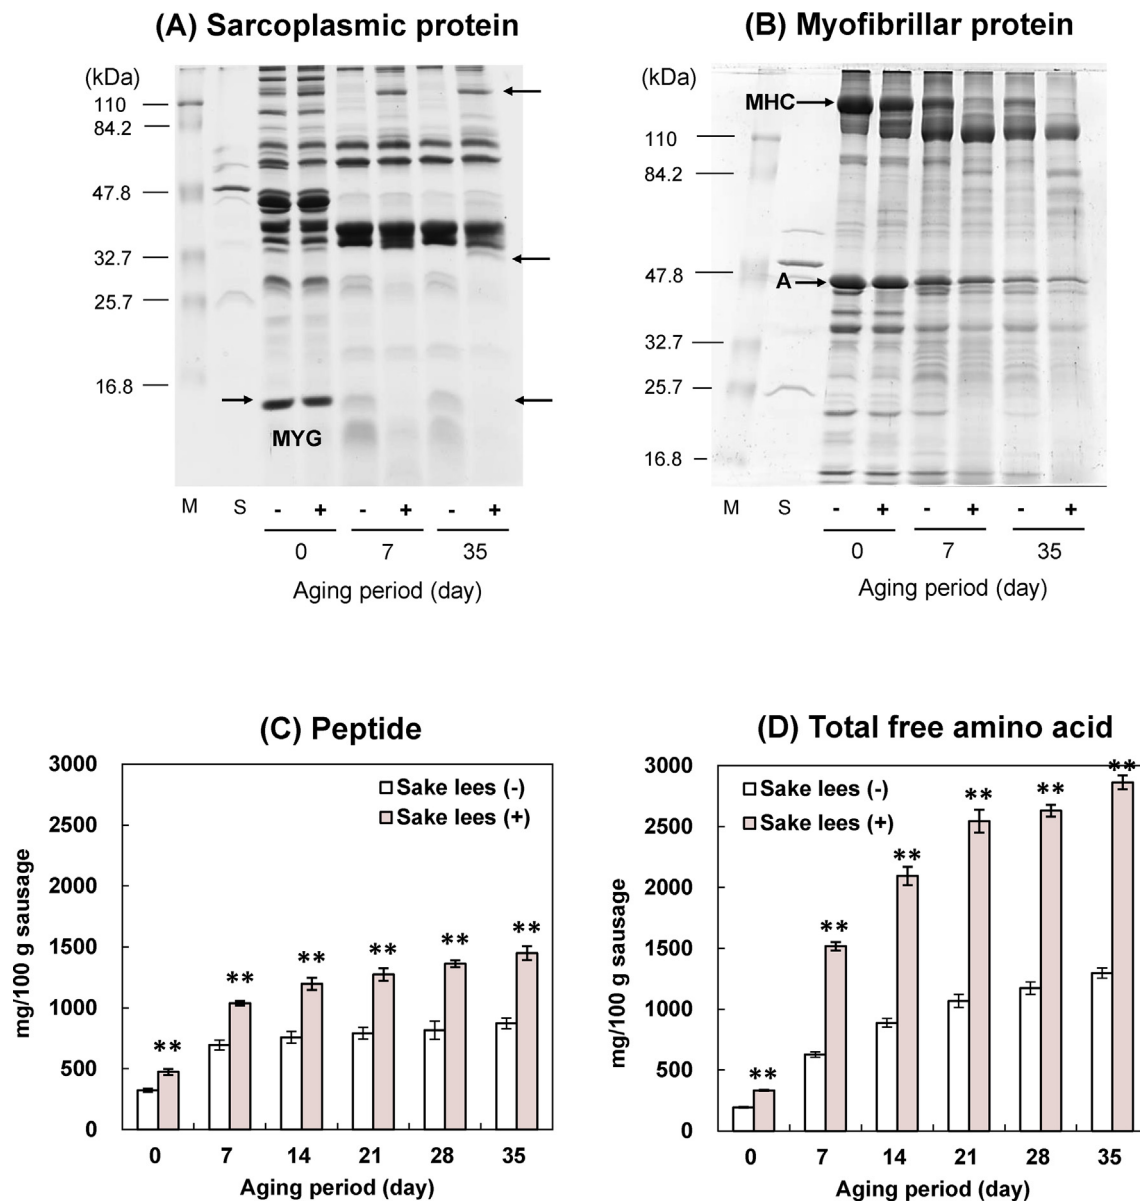 (A) Sarcoplasmic protein
(kDa)
110
84.2
47.8
32.7
25.7
16.8
MYG
M S - + - + - +
0 7 35
Aging period (day)
(B) Myofibrillar protein
(kDa)
MHC
110
84.2
47.8
A
32.7
25.7
16.8
M S - + - + - +
0 7 35
Aging period (day)
(C) Peptide
3000
2500
2000
1500
1000
500
0
mg/100 g sausage
Sake lees (-)
Sake lees (+)
** ** ** ** ** **
0 7 14 21 28 35
Aging period (day)
(D) Total free amino acid
3000
2500
2000
1500
1000
500
0
mg/100 g sausage
Sake lees (-)
Sake lees (+)
** ** ** ** ** **
0 7 14 21 28 35
Aging period (day)